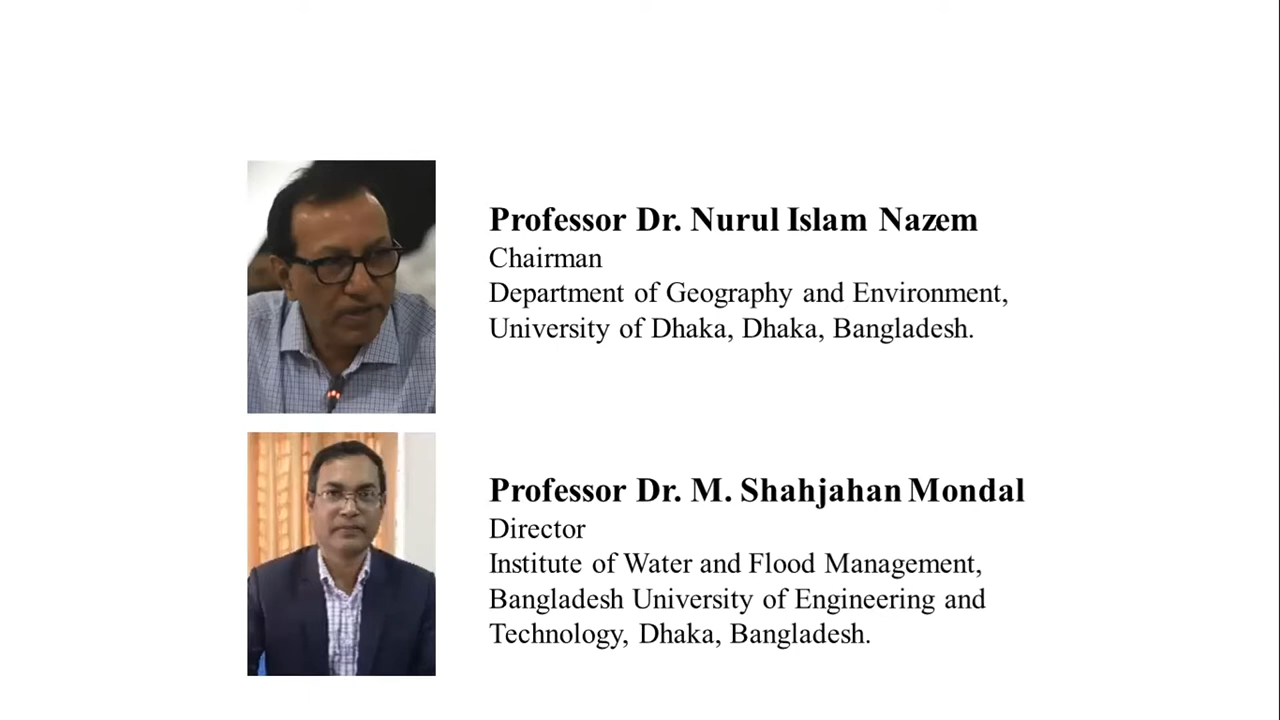 Professor Dr. Nurul Islam Nazem
Chairman
Department of Geography and Environment,
University of Dhaka, Dhaka, Bangladesh.
Professor Dr. M. Shahjahan Mondal
Director
Institute of Water and Flood Management,
Bangladesh University of Engineering and
Technology, Dhaka, Bangladesh.